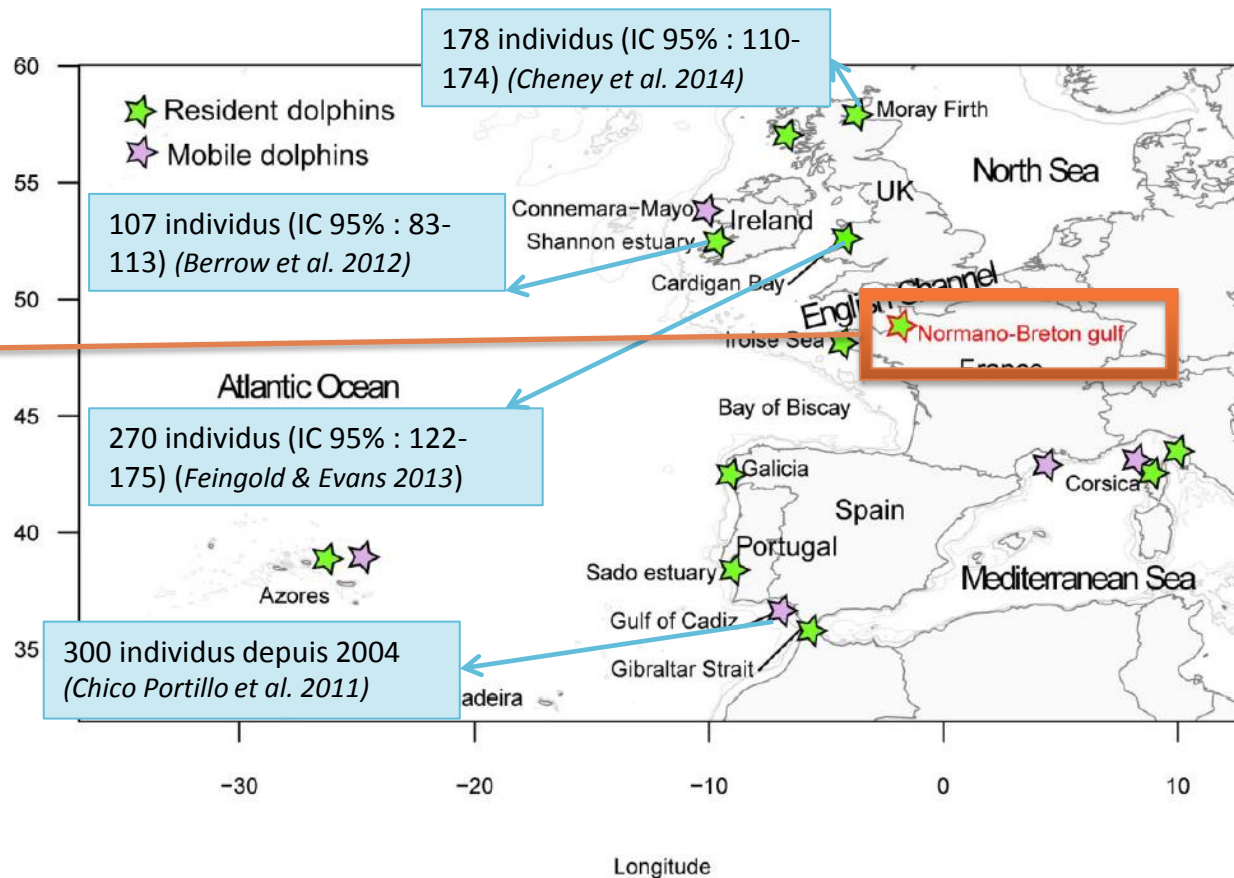 178 individus (IC 95% : 110-
174) (Cheney et al. 2014)
60
Resident dolphins
Mobile dolphins
Moray Firth
North Sea
55
UK
107 individus (IC 95% : 83-
113) (Berrow et al. 2012)
Connemara-Mayo
Ireland
Shannon estuary
Cardigan Bay
50
English Channel
Normano-Breton gulf
Iroise Sea
France
Atlantic Ocean
45
Bay of Biscay
270 individus (IC 95% : 122-
175) (Feingold & Evans 2013)
Galicia
Corsica
Spain
40
Portugal
Sado estuary
Mediterranean Sea
Azores
Gulf of Cadiz
35
Gibraltar Strait
300 individus depuis 2004
(Chico Portillo et al. 2011)
adeira
−30
−20
−10
0
10
Longitude